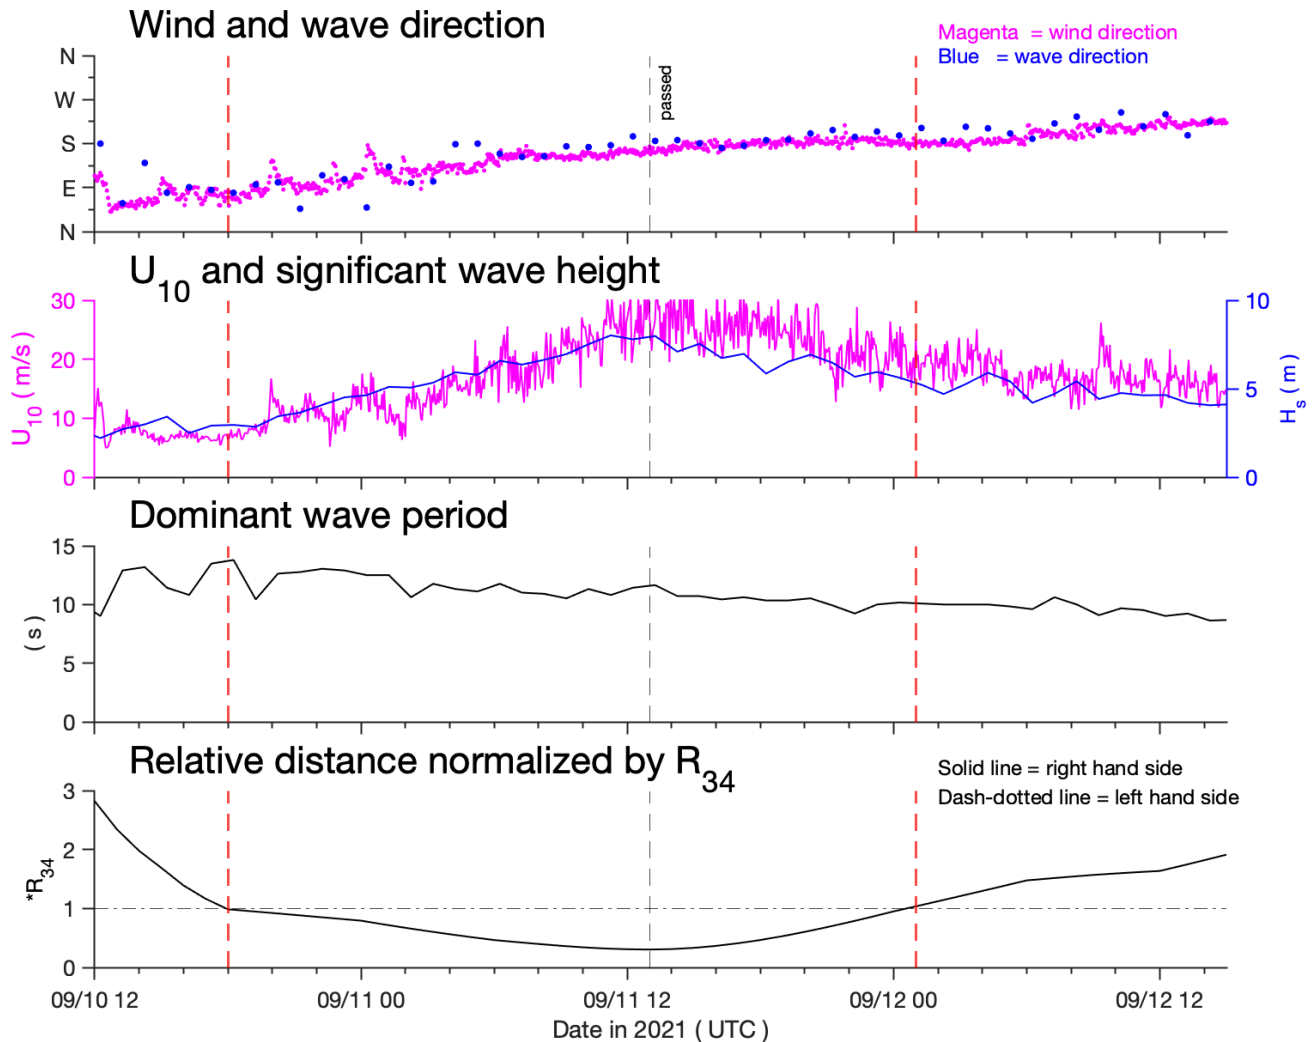 Wind and wave direction
Magenta = wind direction
Blue = wave direction
N
W
S
E
N
passed
U10 and significant wave height
30
20
10
0
U10 ( m/s )
10
5
0
Hs ( m )
Dominant wave period
15
10
5
0
( s )
Relative distance normalized by R34
Solid line = right hand side
Dash-dotted line = left hand side
3
2
1
0
*R34
09/10 12
09/11 00
09/11 12
09/12 00
09/12 12
Date in 2021 ( UTC )